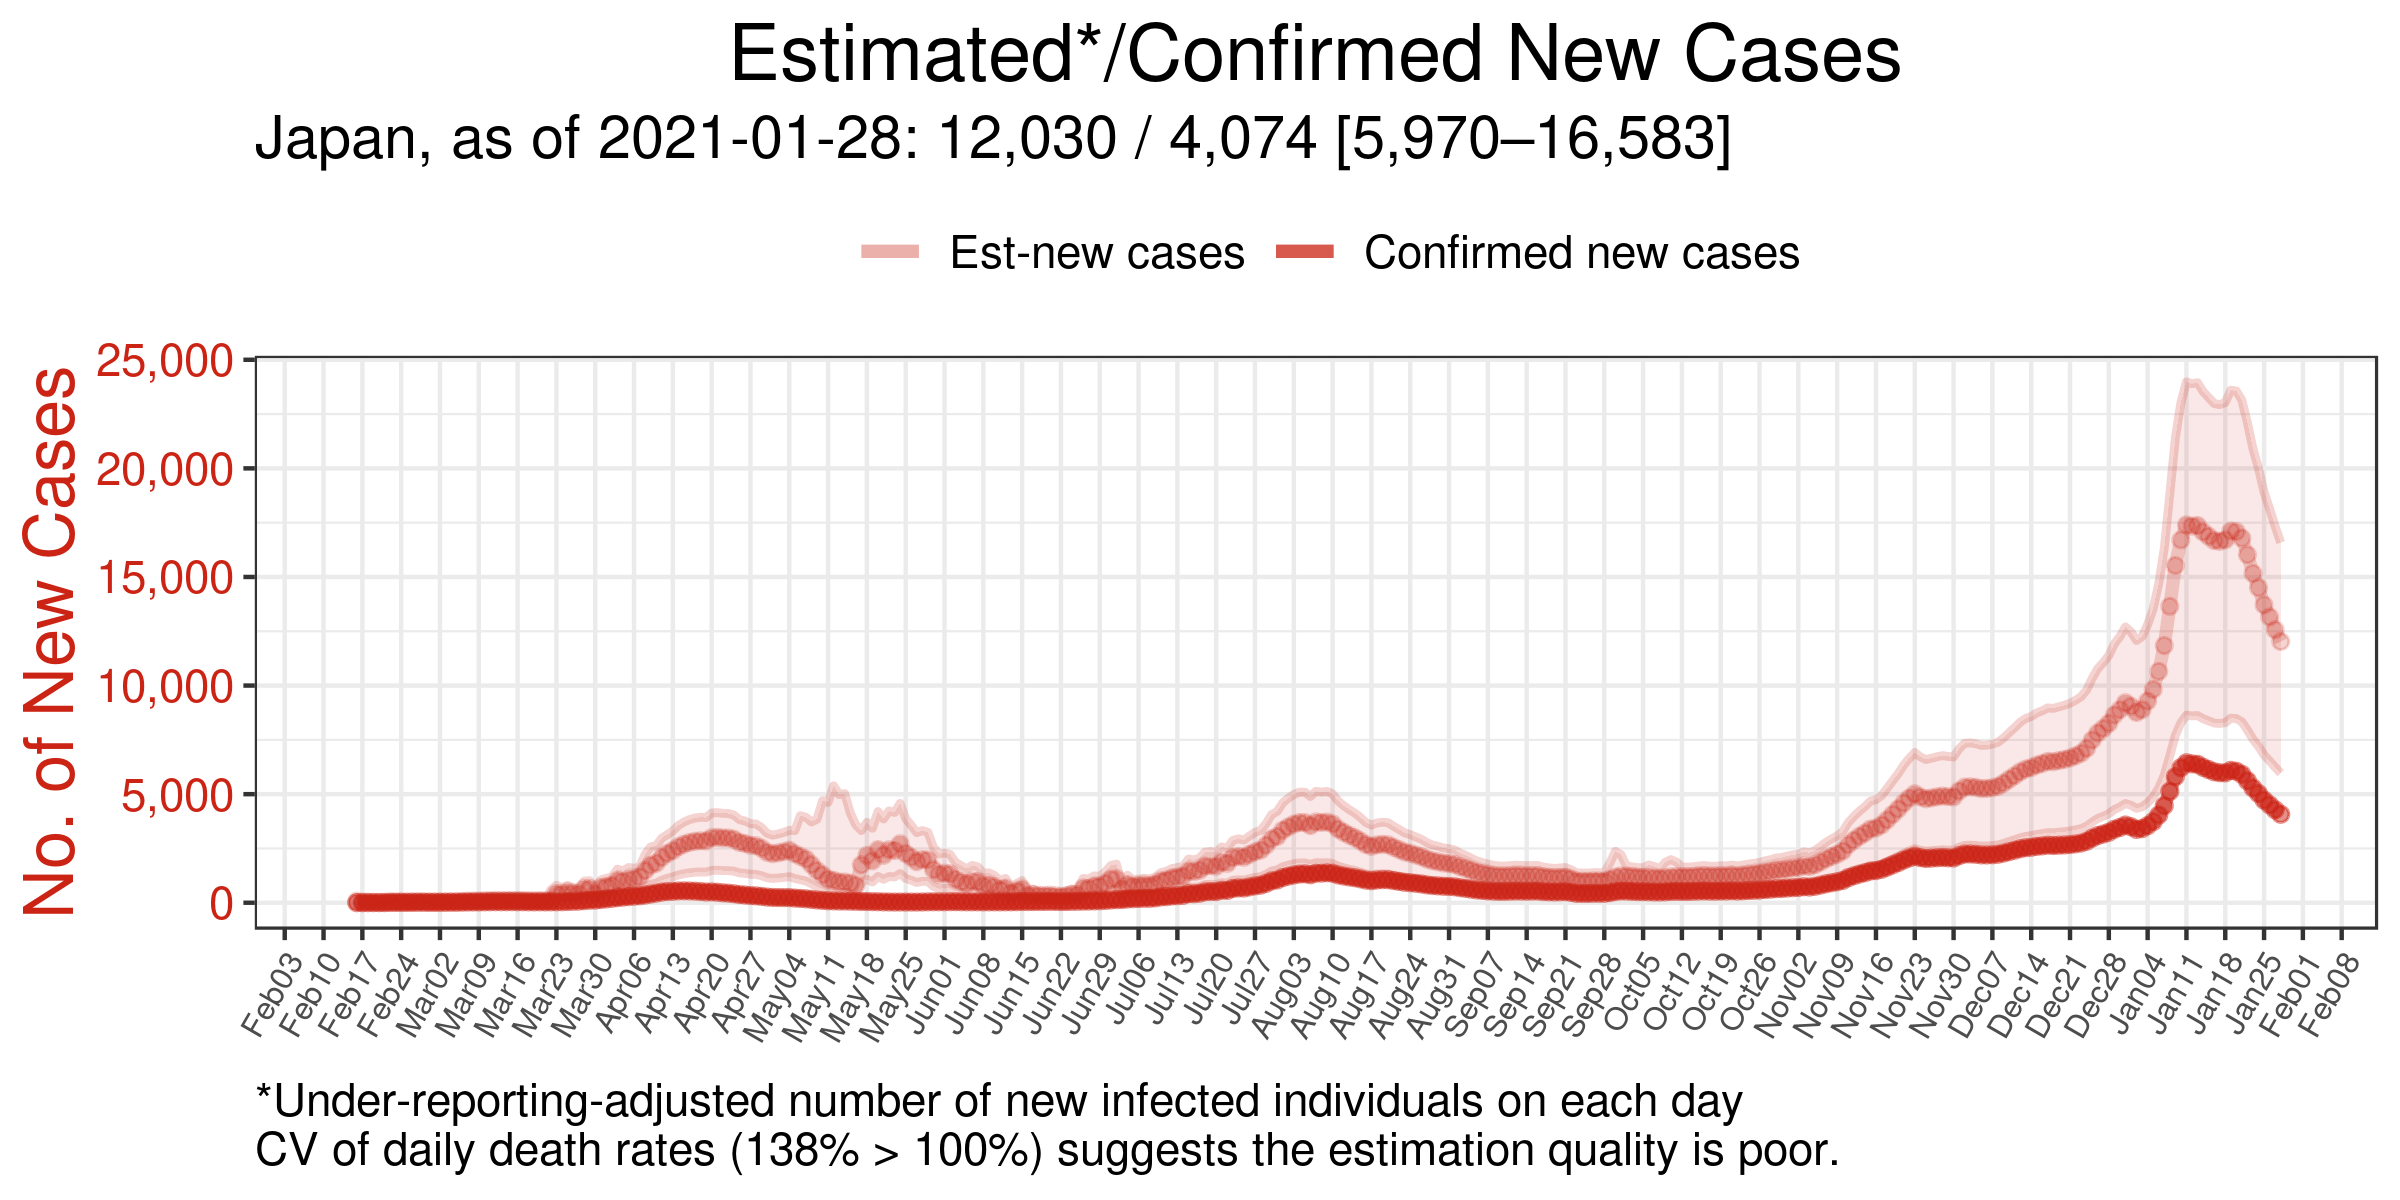 Estimated*/Confirmed New Cases
Japan, as of 2021-01-28: 12,030 / 4,074 [5,970–16,583]
Est-new cases
Confirmed new cases
No. of New Cases
25,000
20,000
15,000
10,000
5,000
0
Feb03
Feb10
Feb17
Feb24
Mar02
Mar09
Mar16
Mar23
Mar30
Apr06
Apr13
Apr20
Apr27
May04
May11
May18
May25
Jun01
Jun08
Jun15
Jun22
Jun29
Jul06
Jul13
Jul20
Jul27
Aug03
Aug10
Aug17
Aug24
Aug31
Sep07
Sep14
Sep21
Sep28
Oct05
Oct12
Oct19
Oct26
Nov02
Nov09
Nov16
Nov23
Nov30
Dec07
Dec14
Dec21
Dec28
Jan04
Jan11
Jan18
Jan25
Feb01
Feb08
*Under-reporting-adjusted number of new infected individuals on each day
CV of daily death rates (138% > 100%) suggests the estimation quality is poor.